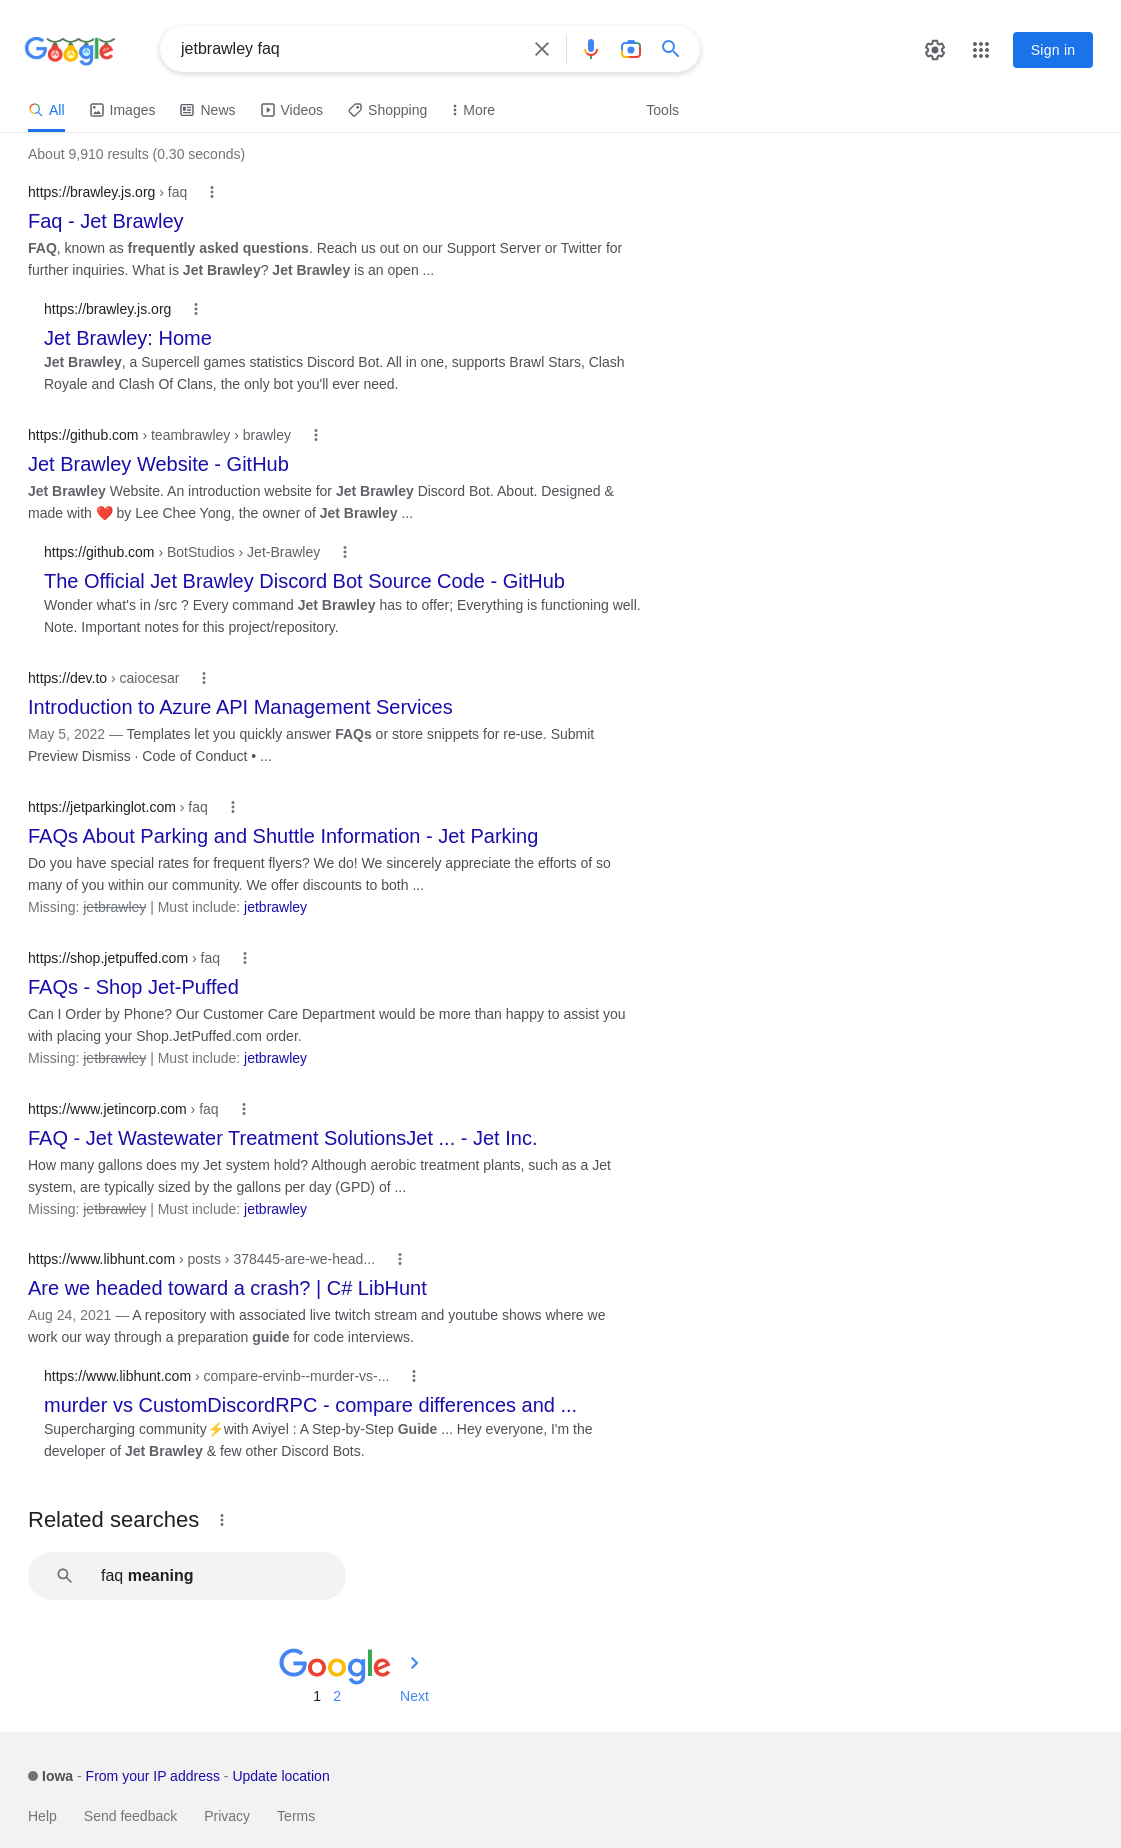 Google
jetbrawley faq
Sign in
All Images News Videos Shopping More Tools
About 9,910 results (0.30 seconds)
https://brawley.js.org › faq
Faq - Jet Brawley
FAQ, known as frequently asked questions. Reach us out on our Support Server or Twitter for
further inquiries. What is Jet Brawley? Jet Brawley is an open ...
https://brawley.js.org
Jet Brawley: Home
Jet Brawley, a Supercell games statistics Discord Bot. All in one, supports Brawl Stars, Clash
Royale and Clash Of Clans, the only bot you'll ever need.
https://github.com › teambrawley › brawley
Jet Brawley Website - GitHub
Jet Brawley Website. An introduction website for Jet Brawley Discord Bot. About. Designed &
made with ❤️ by Lee Chee Yong, the owner of Jet Brawley ...
https://github.com › BotStudios › Jet-Brawley
The Official Jet Brawley Discord Bot Source Code - GitHub
Wonder what's in /src ? Every command Jet Brawley has to offer; Everything is functioning well.
Note. Important notes for this project/repository.
https://dev.to › caiocesar
Introduction to Azure API Management Services
May 5, 2022 — Templates let you quickly answer FAQs or store snippets for re-use. Submit
Preview Dismiss · Code of Conduct • ...
https://jetparkinglot.com › faq
FAQs About Parking and Shuttle Information - Jet Parking
Do you have special rates for frequent flyers? We do! We sincerely appreciate the efforts of so
many of you within our community. We offer discounts to both ...
Missing: jetbrawley | Must include: jetbrawley
https://shop.jetpuffed.com › faq
FAQs - Shop Jet-Puffed
Can I Order by Phone? Our Customer Care Department would be more than happy to assist you
with placing your Shop.JetPuffed.com order.
Missing: jetbrawley | Must include: jetbrawley
https://www.jetincorp.com › faq
FAQ - Jet Wastewater Treatment SolutionsJet ... - Jet Inc.
How many gallons does my Jet system hold? Although aerobic treatment plants, such as a Jet
system, are typically sized by the gallons per day (GPD) of ...
Missing: jetbrawley | Must include: jetbrawley
https://www.libhunt.com › posts › 378445-are-we-head...
Are we headed toward a crash? | C# LibHunt
Aug 24, 2021 — A repository with associated live twitch stream and youtube shows where we
work our way through a preparation guide for code interviews.
https://www.libhunt.com › compare-ervinb--murder-vs-...
murder vs CustomDiscordRPC - compare differences and ...
Supercharging community⚡with Aviyel : A Step-by-Step Guide ... Hey everyone, I'm the
developer of Jet Brawley & few other Discord Bots.
Related searches
faq meaning
Google
1 2 Next
Iowa - From your IP address - Update location
Help Send feedback Privacy Terms